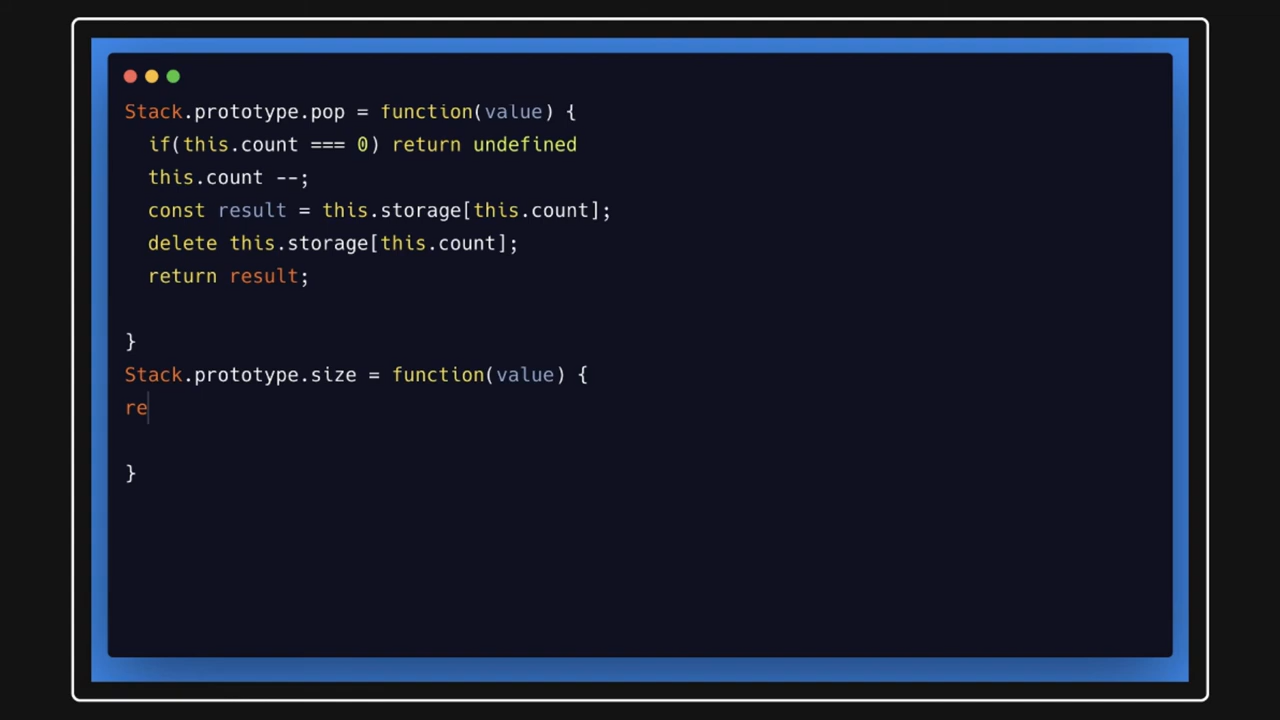 Stack.prototype.pop = function(value) {
if(this.count === 0) return undefined
this.count --;
const result = this.storage[this.count];
delete this.storage[this.count];
return result;
}
Stack.prototype.size = function(value) {
re
}